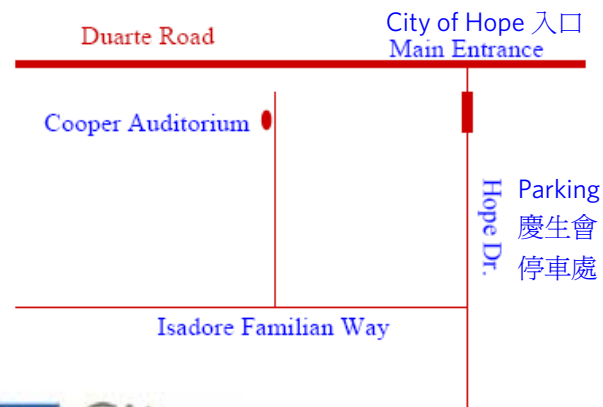 City of Hope 入口
Duarte Road
Main Entrance
Cooper Auditorium
Hope Dr.
Parking
慶生會
停車處
Isadore Familian Way